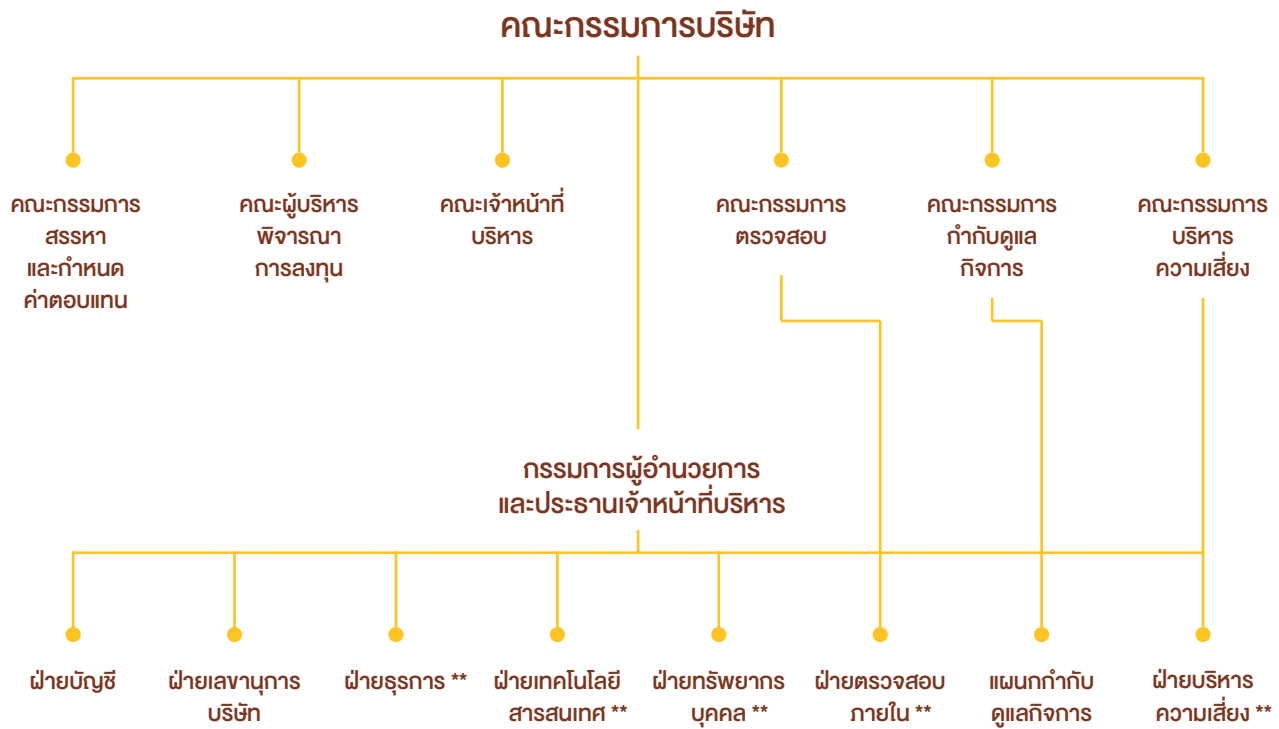 คณะกรรมการบริษัท
คณะกรรมการ
สรรหา
และกำหนด
ค่าตอบแทน
คณะผู้บริหาร
พิจารณา
การลงทุน
คณะเจ้าหน้าที่
บริหาร
คณะกรรมการ
ตรวจสอบ
คณะกรรมการ
กำกับดูแล
กิจการ
คณะกรรมการ
บริหาร
ความเสี่ยง
กรรมการผู้อำนวยการ
และประธานเจ้าหน้าที่บริหาร
ฝ่ายบัญชี
ฝ่ายเลขานุการ
บริษัท
ฝ่ายธุรการ **
ฝ่ายเทคโนโลยี
สารสนเทศ **
ฝ่ายทรัพยากร
บุคคล **
ฝ่ายตรวจสอบ
ภายใน **
แผนกกำกับ
ดูแลกิจการ
ฝ่ายบริหาร
ความเสี่ยง **